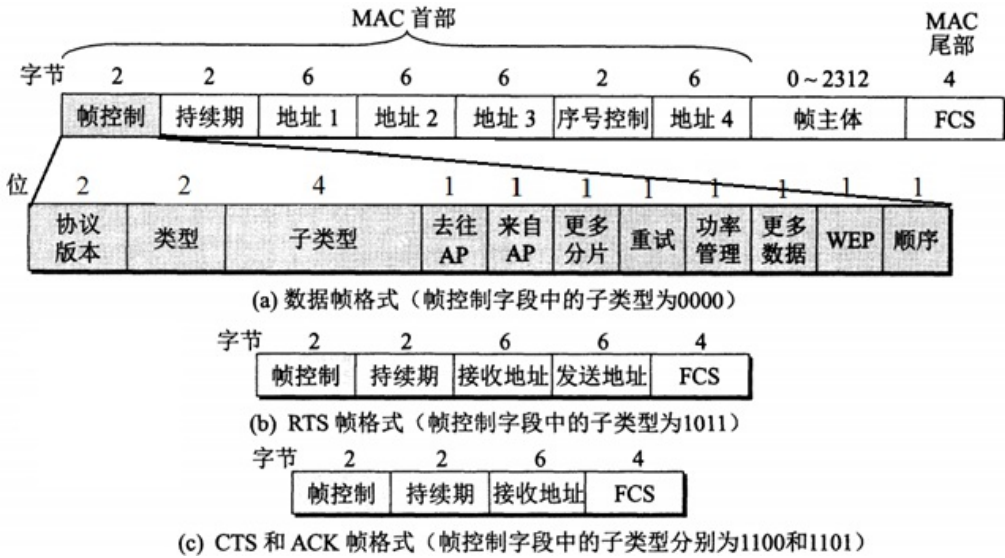 MAC 首部
MAC
尾部
字节 2 2 6 6 6 2 6 0~2312 4
帧控制 持续期 地址 1 地址 2 地址 3 序号控制 地址 4 帧主体 FCS
位 2 2 4 1 1 1 1 1 1 1 1
协议版本 类型 子类型 去往AP 来自AP 更多分片 重试 功率管理 更多数据 WEP 顺序
(a) 数据帧格式（帧控制字段中的子类型为0000）
字节 2 2 6 6 4
帧控制 持续期 接收地址 发送地址 FCS
(b) RTS 帧格式（帧控制字段中的子类型为1011）
字节 2 2 6 4
帧控制 持续期 接收地址 FCS
(c) CTS 和 ACK 帧格式（帧控制字段中的子类型分别为1100和1101）